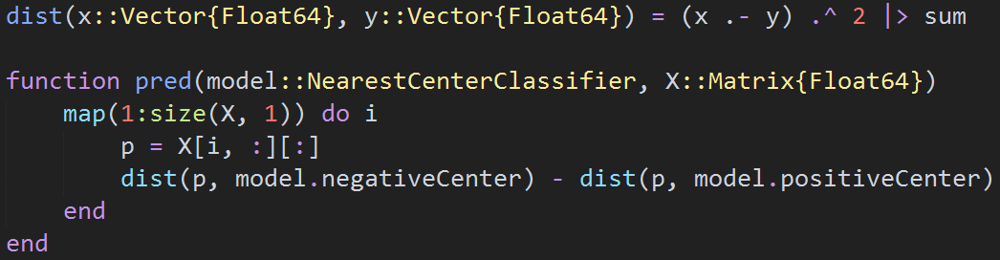 dist(x::Vector{Float64}, y::Vector{Float64}) = (x .- y) .^ 2 |> sum

function pred(model::NearestCenterClassifier, X::Matrix{Float64})
    map(1:size(X, 1)) do i
        p = X[i, :][:]
        dist(p, model.negativeCenter) - dist(p, model.positiveCenter)
    end
end